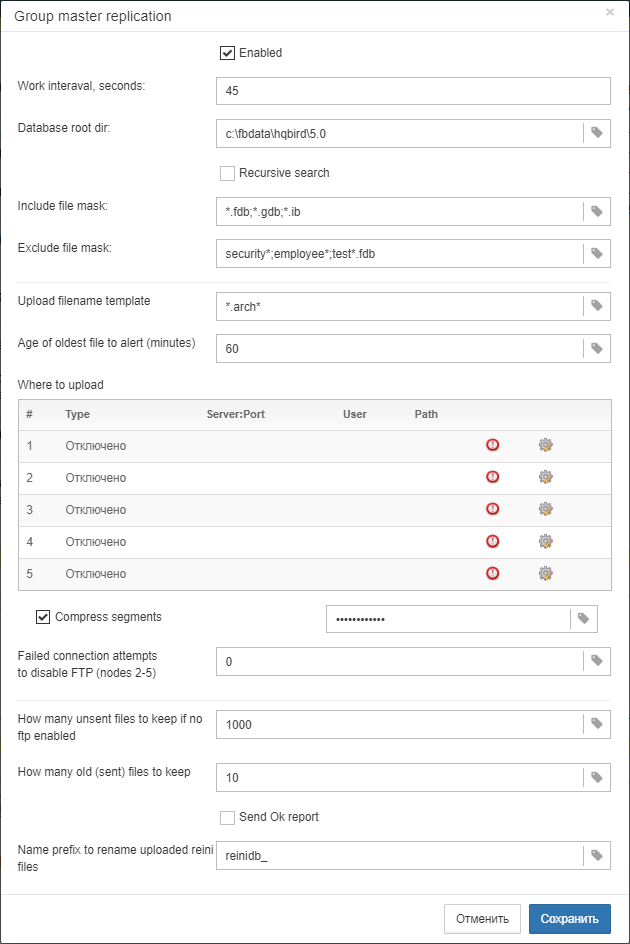 Group master replication ×
Enabled
Work interaval, seconds: 45
Database root dir: c:\fbdata\hqbird\5.0
Recursive search
Include file mask: *.fdb;*.gdb;*.ib
Exclude file mask: security*;employee*;test*.fdb
Upload filename template *.arch*
Age of oldest file to alert (minutes) 60
Where to upload
# Type Server:Port User Path
1 Отключено
2 Отключено
3 Отключено
4 Отключено
5 Отключено
Compress segments ••••••••••••
Failed connection attempts
to disable FTP (nodes 2-5) 0
How many unsent files to keep if no
ftp enabled 1000
How many old (sent) files to keep 10
Send Ok report
Name prefix to rename uploaded reini
files reinidb_
Отменить Сохранить